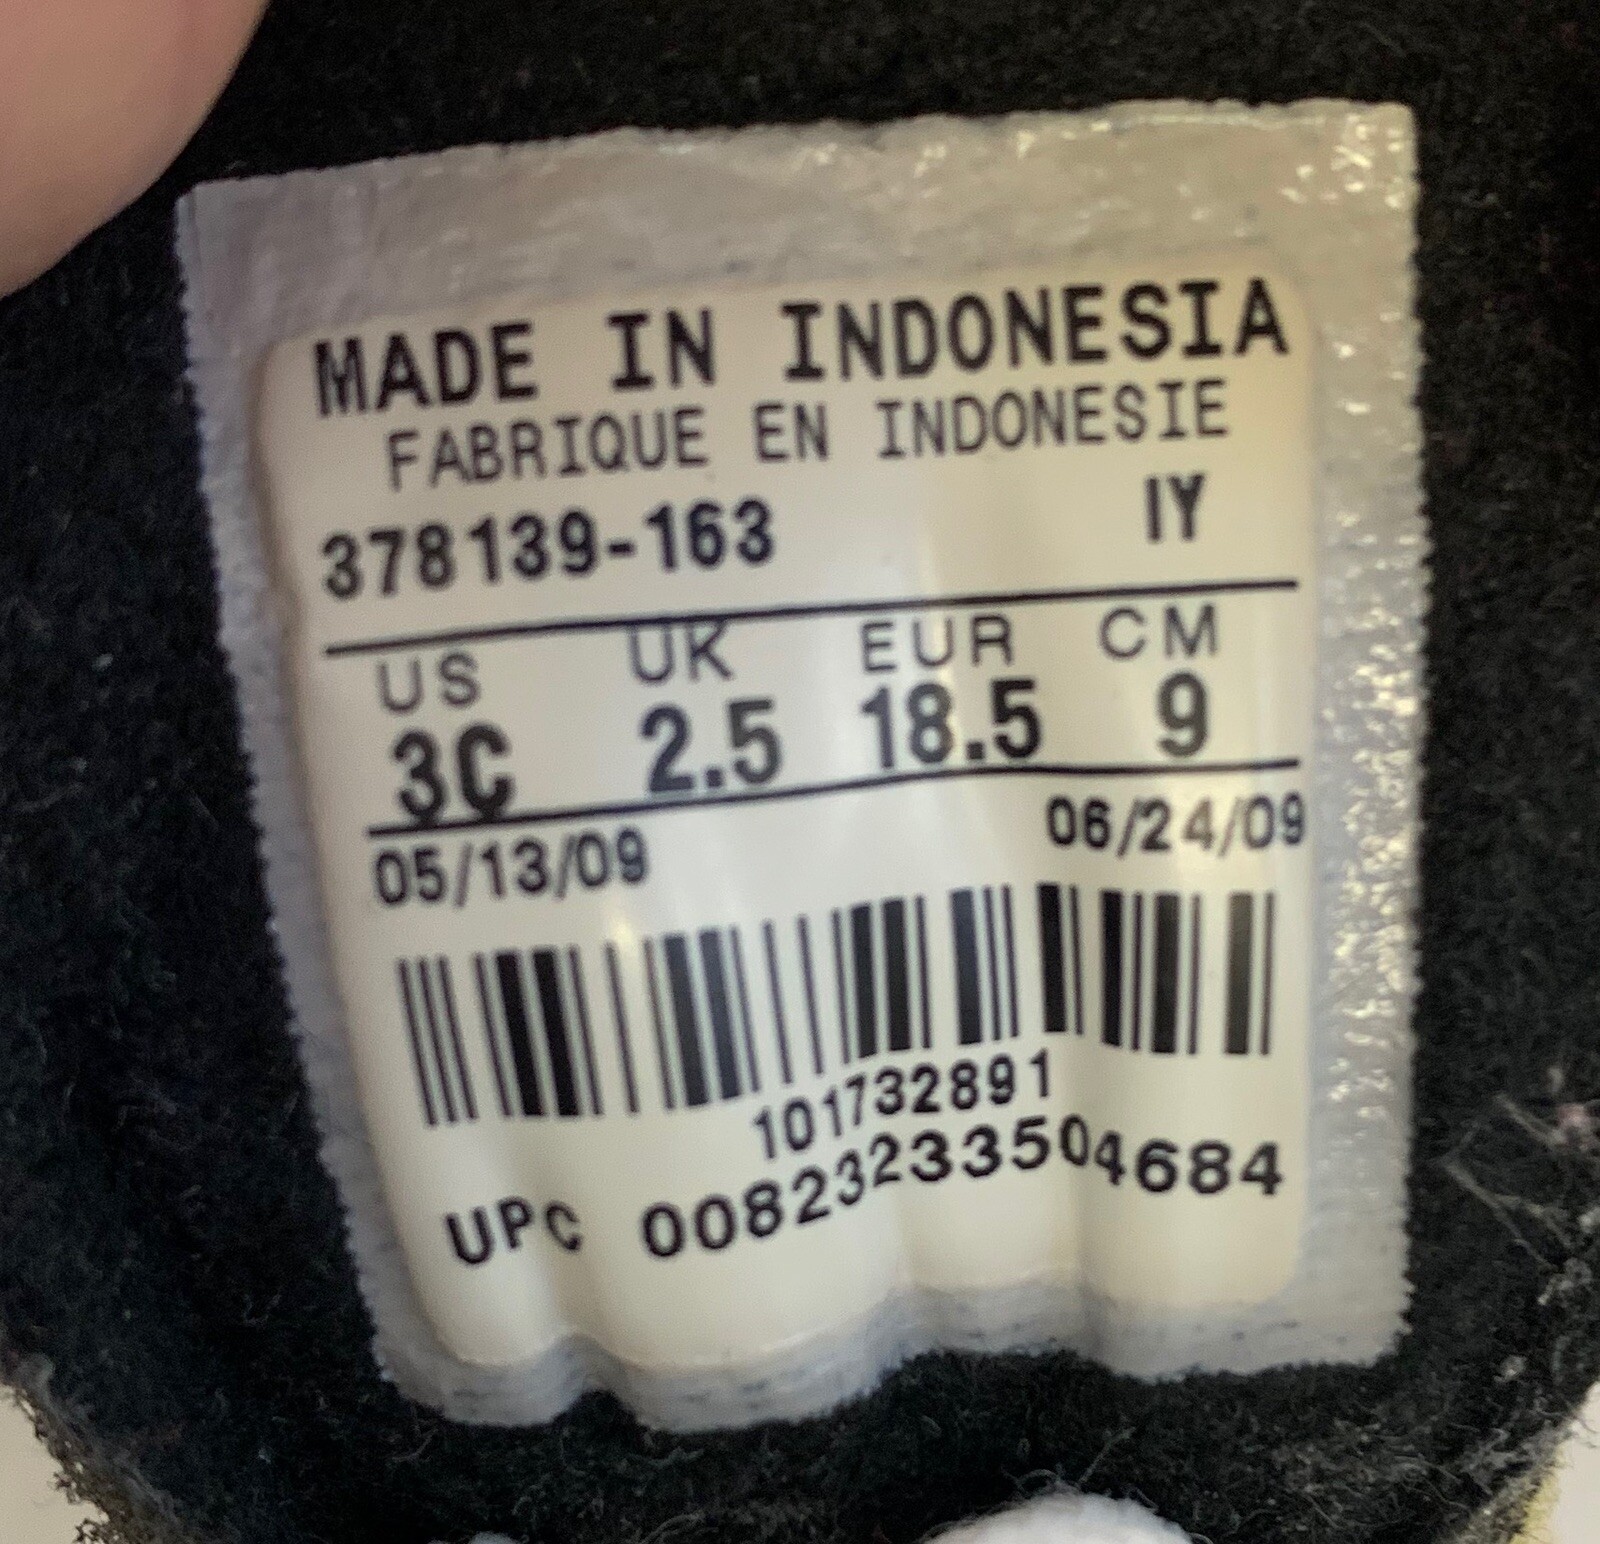 MADE IN INDONESIA
FABRIQUE EN INDONESIE
378139-163 IY
US UK EUR CM
3C 2.5 18.5 9
05/13/09 06/24/09
101732891
UPC 00823233504684